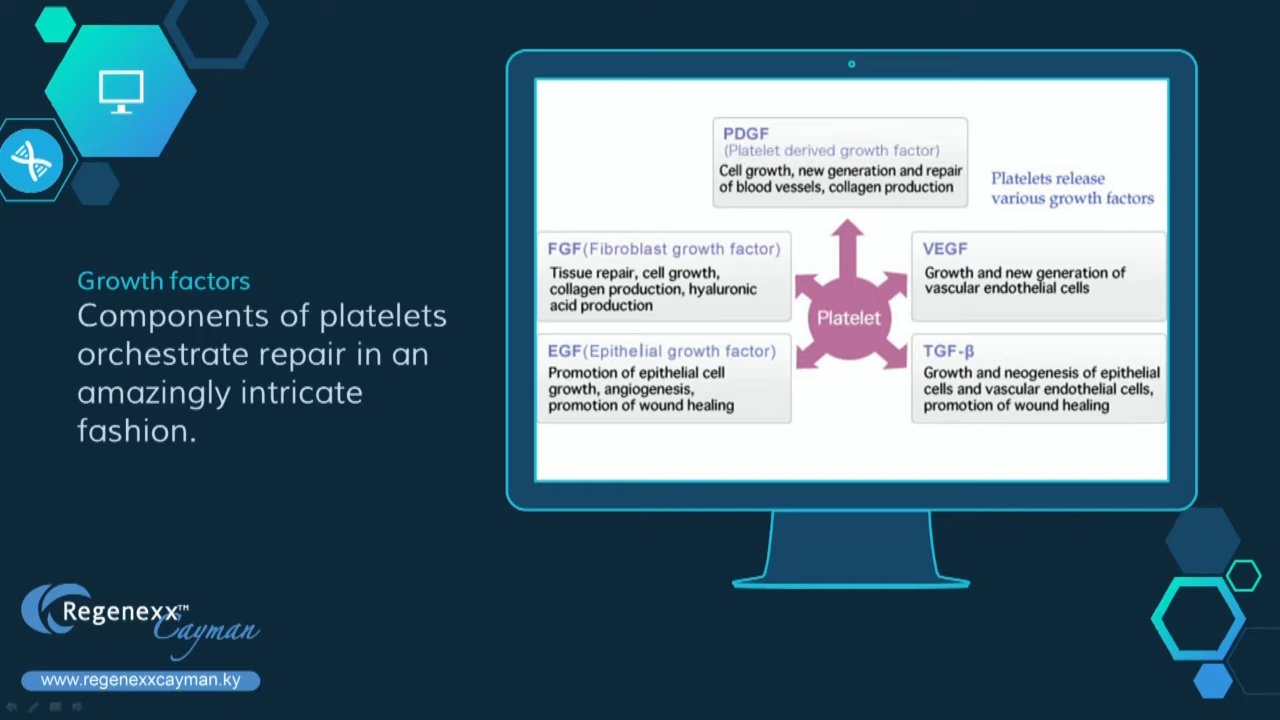 Growth factors
Components of platelets
orchestrate repair in an
amazingly intricate
fashion.
PDGF
(Platelet derived growth factor)
Cell growth, new generation and repair
of blood vessels, collagen production
Platelets release
various growth factors
FGF(Fibroblast growth factor)
Tissue repair, cell growth,
collagen production, hyaluronic
acid production
VEGF
Growth and new generation of
vascular endothelial cells
Platelet
EGF(Epithelial growth factor)
Promotion of epithelial cell
growth, angiogenesis,
promotion of wound healing
TGF-β
Growth and neogenesis of epithelial
cells and vascular endothelial cells,
promotion of wound healing
Regenexx™
Cayman
www.regenexxcayman.ky